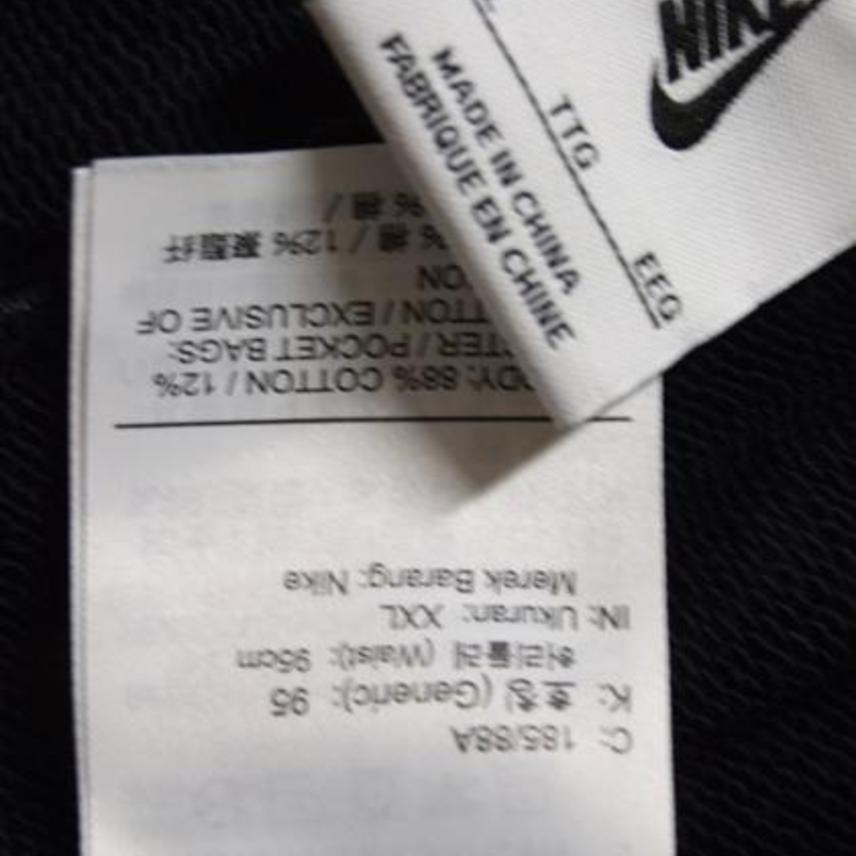 NIKE
TTG
EEG
MADE IN CHINA
FABRIQUE EN CHINE
C: 185/88A
K: 호칭 (Generic): 95
허리둘레 (Waist): 95cm
IN: Ukuran: XXL
Merek Barang: Nike
DY: 88% COTTON / 12%
TER / POCKET BAGS:
TTON / EXCLUSIVE OF
ON
% 棉 / 12% 聚酯纤
% 棉 /